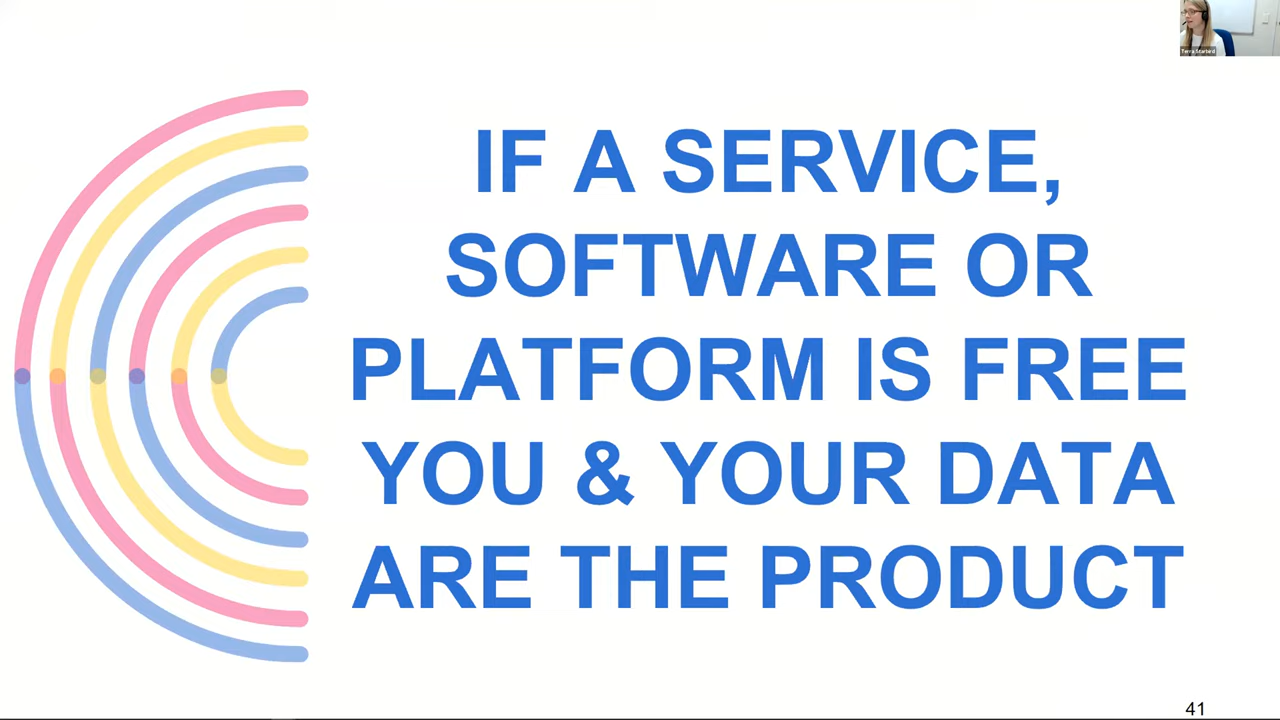 IF A SERVICE,
SOFTWARE OR
PLATFORM IS FREE
YOU & YOUR DATA
ARE THE PRODUCT
41